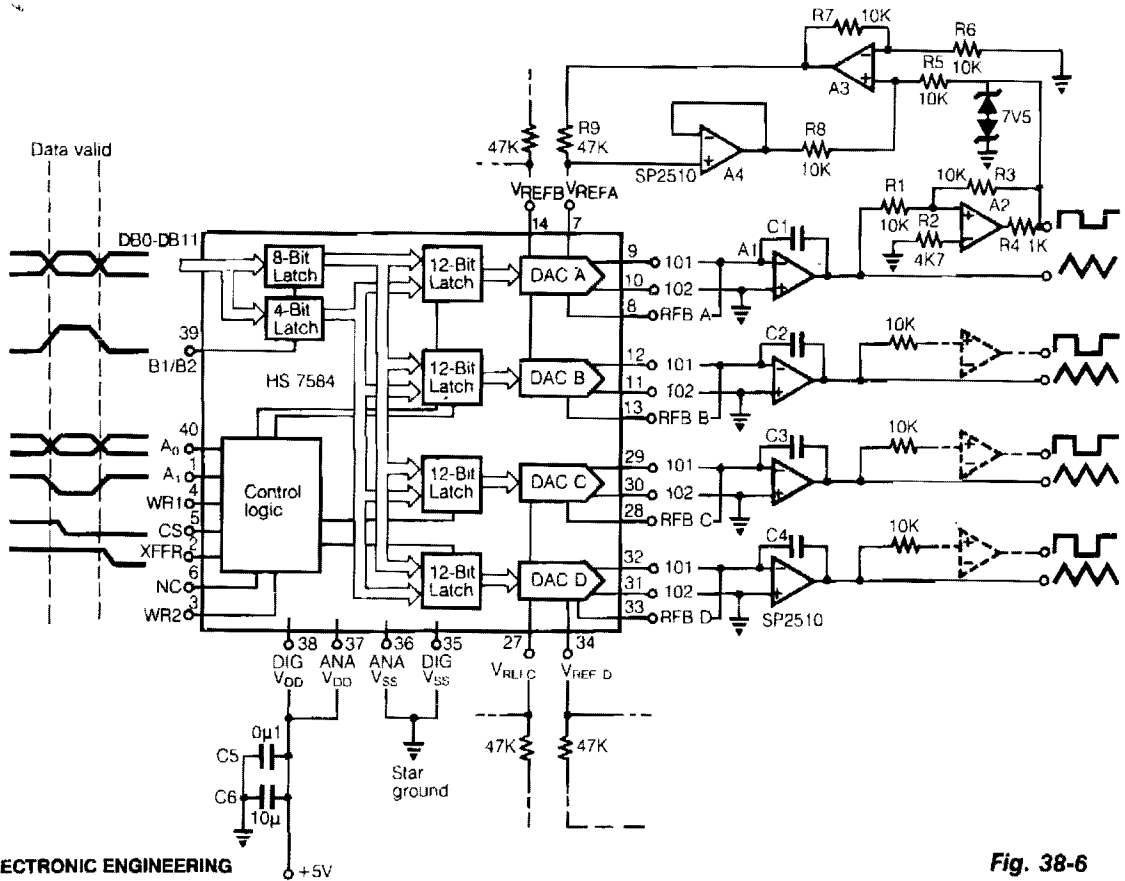 R7 10K
R6
10K
R5
10K
A3
7V5
R9
47K
47K
R8
10K
SP2510
A4
10K R3
R1
10K
A2
R2
4K7
R4 1K
Data valid
VREFB VREFA
14 7
DB0-DB11
8-Bit
Latch
4-Bit
Latch
12-Bit
Latch
DAC A
9
101
10
102
8
RFB A
A1
C1
39
B1/B2
HS 7584
12-Bit
Latch
DAC B
12
101
11
102
13
RFB B
C2
10K
40
A0
1
A1
4
WR1
5
CS
XFFR
6
NC
3
WR2
Control
logic
12-Bit
Latch
DAC C
29
101
30
102
28
RFB C
C3
10K
12-Bit
Latch
DAC D
32
101
31
102
33
RFB D
C4
10K
SP2510
38 37 36 35
DIG ANA ANA DIG
VDD VDD VSS VSS
27 34
VREF D
47K 47K
0µ1
C5
C6
10µ
Star
ground
+5V
ECTRONIC ENGINEERING
Fig. 38-6